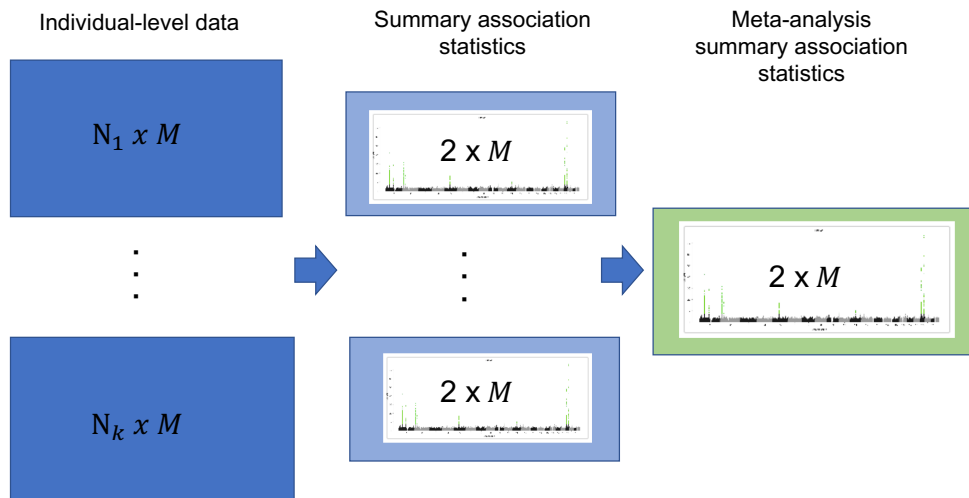 Individual-level data
Summary association
statistics
Meta-analysis
summary association
statistics
N₁ x M
2 x M
⋮
⋮
2 x M
Nₖ x M
2 x M